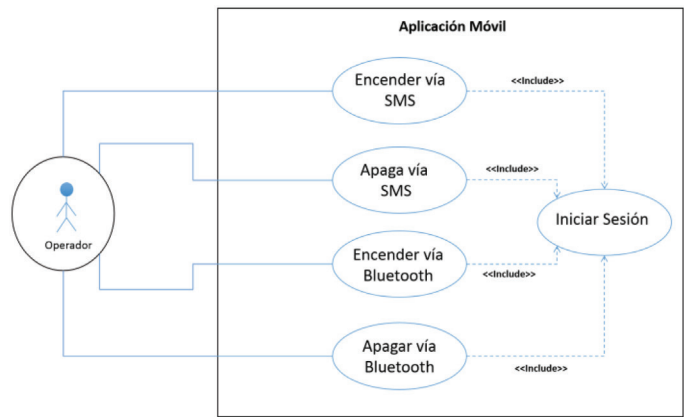 Aplicación Móvil
Encender vía
SMS
<<Include>>
Apaga vía
SMS
<<Include>>
Iniciar Sesión
Operador
Encender vía
Bluetooth
<<Include>>
Apagar vía
Bluetooth
<<Include>>